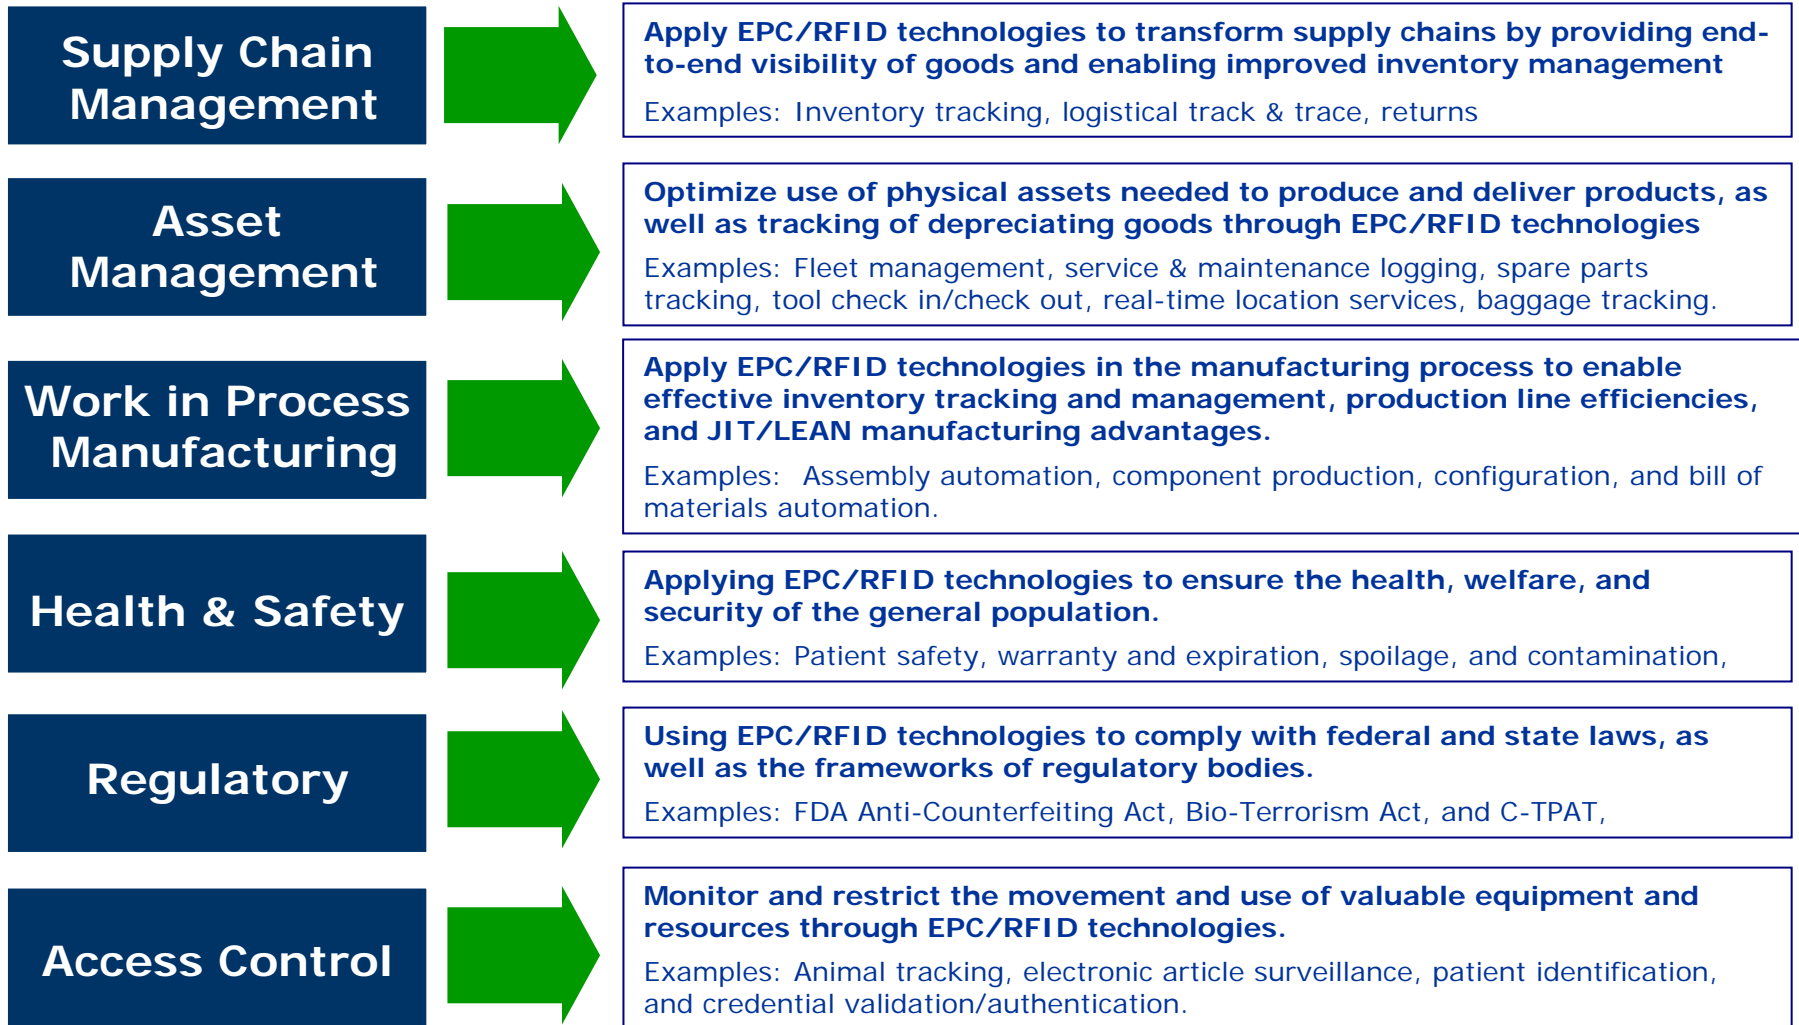 Supply Chain
Management
Apply EPC/RFID technologies to transform supply chains by providing end-
to-end visibility of goods and enabling improved inventory management
Examples: Inventory tracking, logistical track & trace, returns
Asset
Management
Optimize use of physical assets needed to produce and deliver products, as
well as tracking of depreciating goods through EPC/RFID technologies
Examples: Fleet management, service & maintenance logging, spare parts
tracking, tool check in/check out, real-time location services, baggage tracking.
Work in Process
Manufacturing
Apply EPC/RFID technologies in the manufacturing process to enable
effective inventory tracking and management, production line efficiencies,
and JIT/LEAN manufacturing advantages.
Examples: Assembly automation, component production, configuration, and bill of
materials automation.
Health & Safety
Applying EPC/RFID technologies to ensure the health, welfare, and
security of the general population.
Examples: Patient safety, warranty and expiration, spoilage, and contamination,
Regulatory
Using EPC/RFID technologies to comply with federal and state laws, as
well as the frameworks of regulatory bodies.
Examples: FDA Anti-Counterfeiting Act, Bio-Terrorism Act, and C-TPAT,
Access Control
Monitor and restrict the movement and use of valuable equipment and
resources through EPC/RFID technologies.
Examples: Animal tracking, electronic article surveillance, patient identification,
and credential validation/authentication.